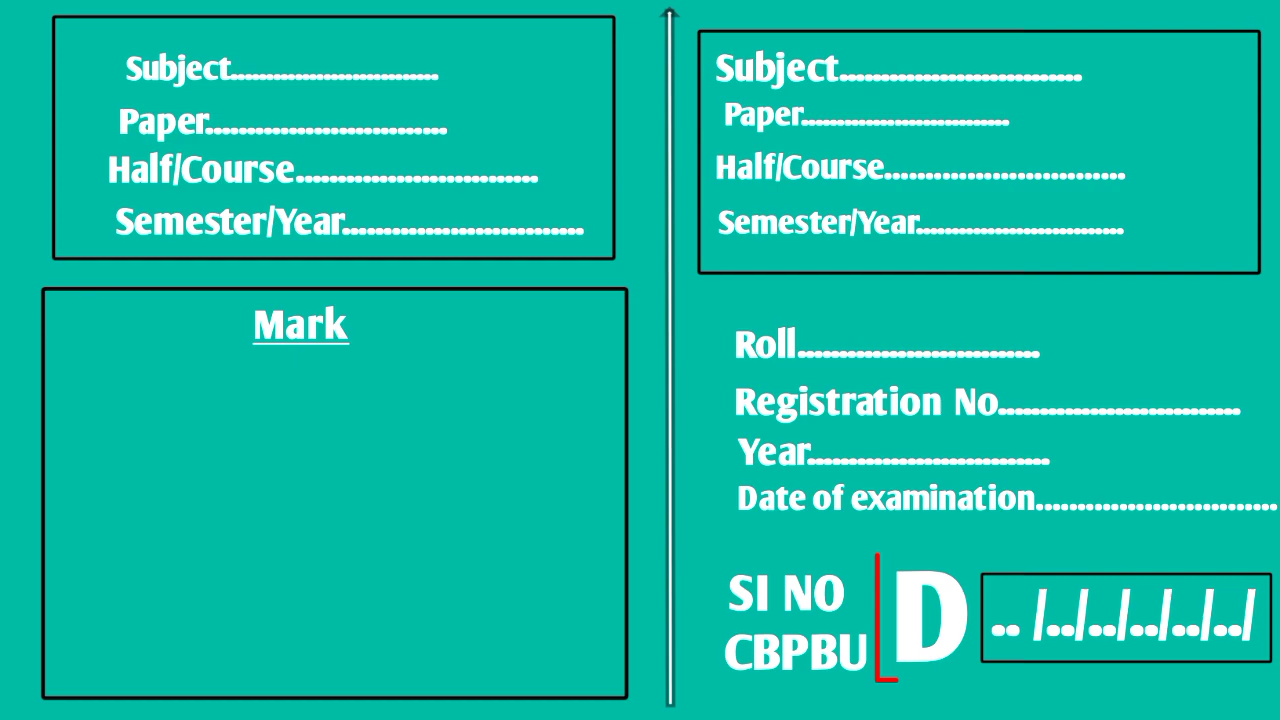 Subject.............................
Paper.............................
Half/Course.............................
Semester/Year.............................
Mark
Subject.............................
Paper.............................
Half/Course.............................
Semester/Year.............................
Roll.............................
Registration No.............................
Year.............................
Date of examination.............................
SI NO
CBPBU
D
.. /../../../../../